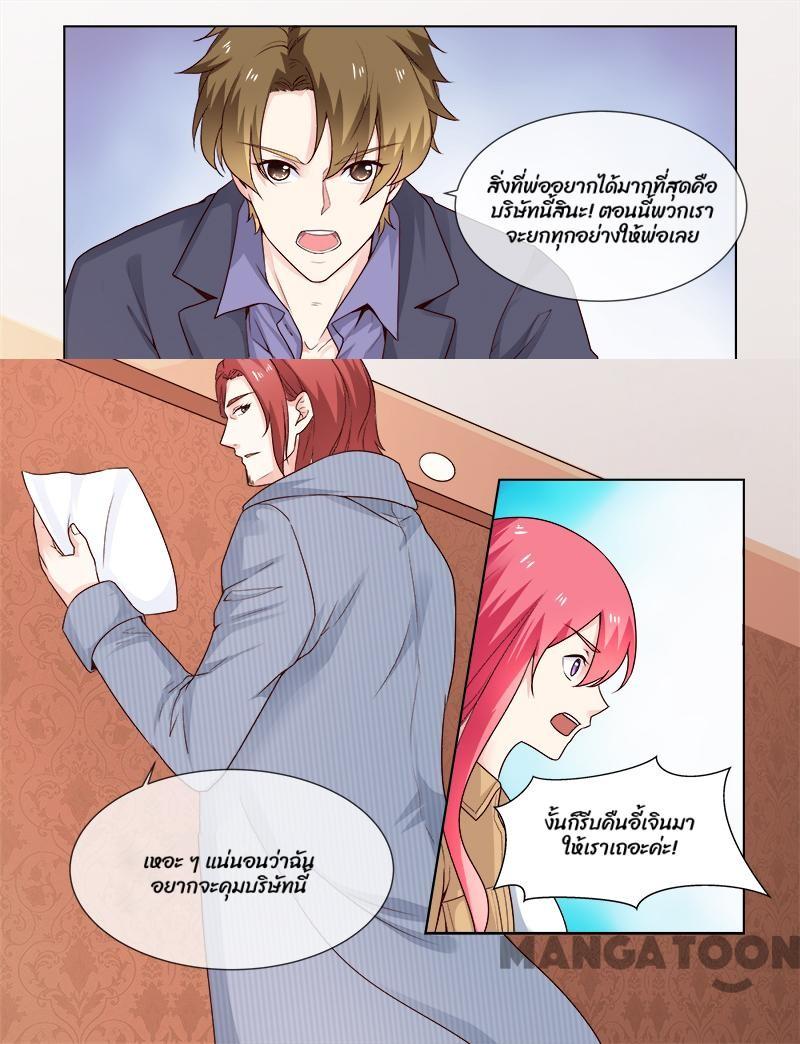 สิ่งที่พ่ออยากได้มากที่สุดคือ
บริษัทนี้สินะ! ตอนนี้พวกเรา
จะยกทุกอย่างให้พ่อเลย
เหอะ ๆ แน่นอนว่าฉัน
อยากจะคุมบริษัทนี้
งั้นก็รีบคืนอี้เจินมา
ให้เราเถอะค่ะ!
MANGA TOON